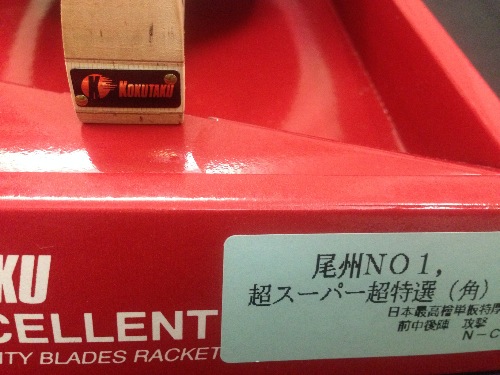 KOKUTAKU
KU
CELLENT
ITY BLADES RACKET
尾州NO1,
超スーパー超特選(角)
日本最高檜単板特厚
前中後陣 攻撃
N-C